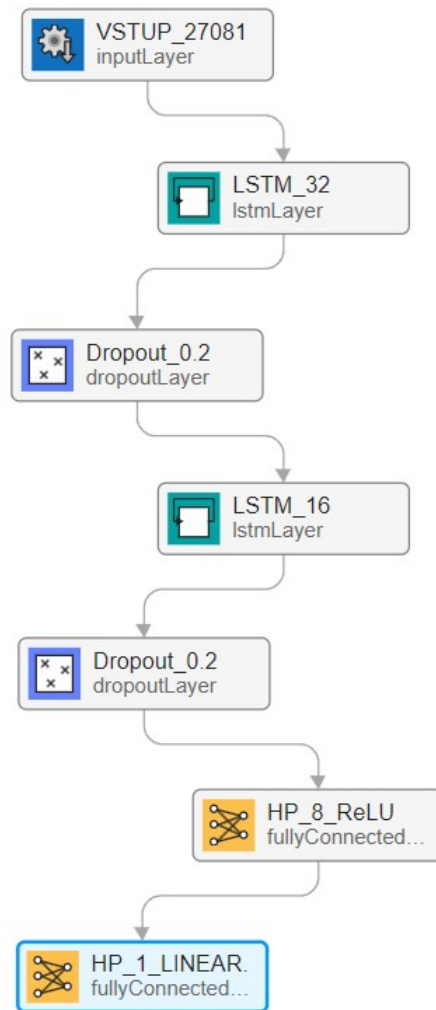 VSTUP_27081
inputLayer
LSTM_32
lstmLayer
Dropout_0.2
dropoutLayer
LSTM_16
lstmLayer
Dropout_0.2
dropoutLayer
HP_8_ReLU
fullyConnected...
HP_1_LINEAR.
fullyConnected...